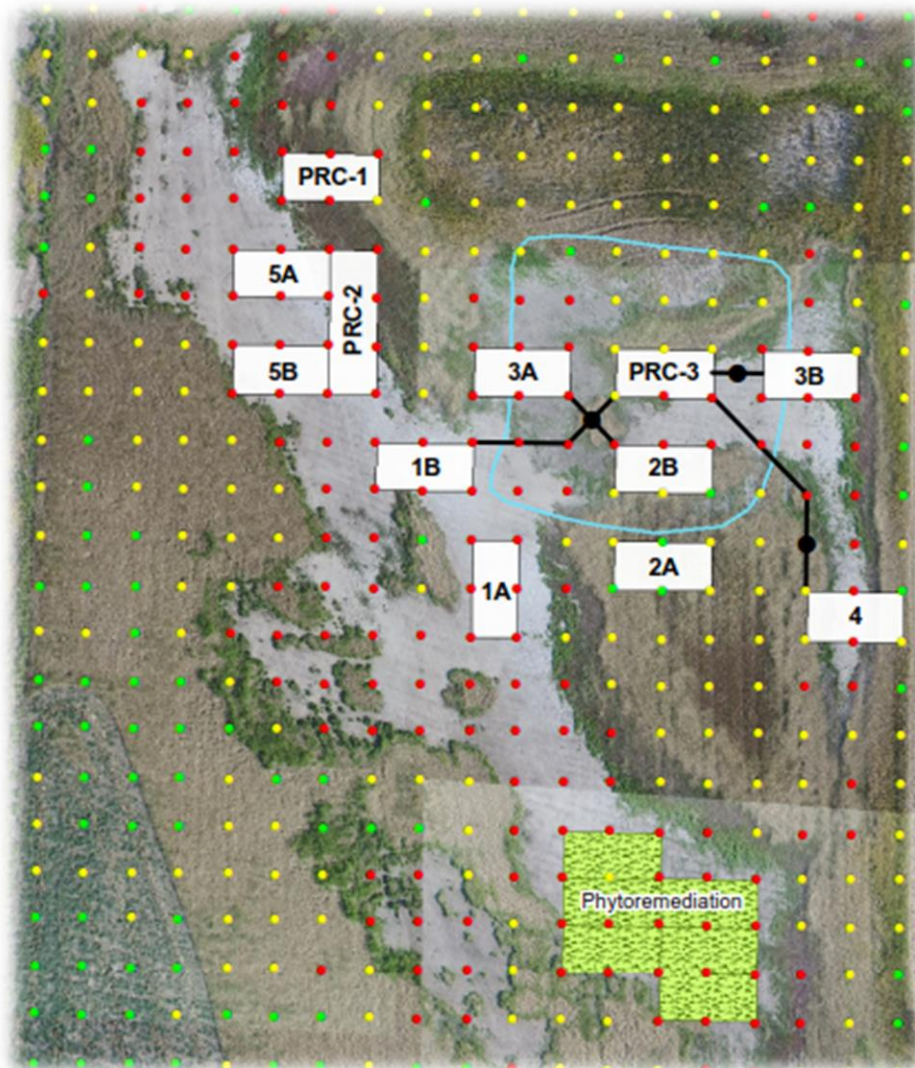 PRC-1
5A
PRC-2
5B
3A
PRC-3
3B
1B
2B
2A
1A
4
Phytoremediation